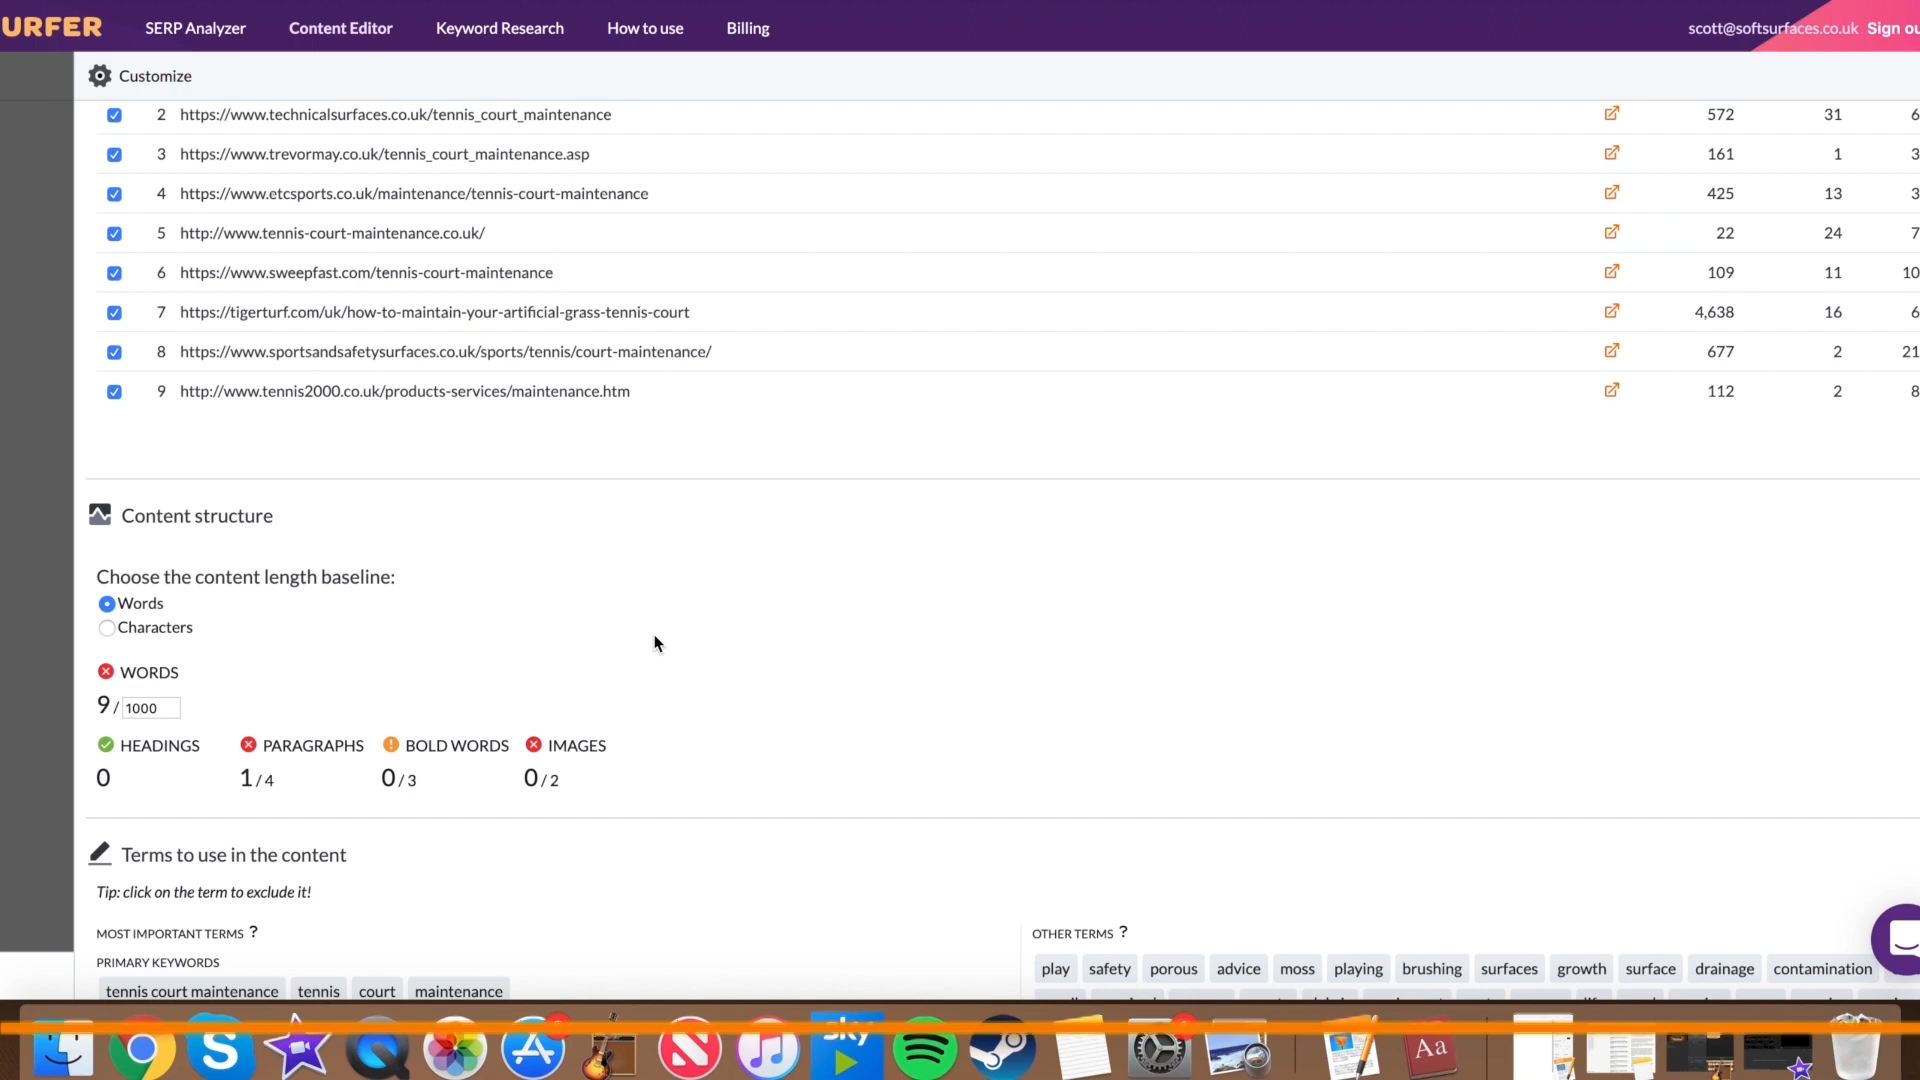 URFER SERP Analyzer Content Editor Keyword Research How to use Billing scott@softsurfaces.co.uk Sign ou
Customize
2 https://www.technicalsurfaces.co.uk/tennis_court_maintenance 572 31 6
3 https://www.trevormay.co.uk/tennis_court_maintenance.asp 161 1 3
4 https://www.etcsports.co.uk/maintenance/tennis-court-maintenance 425 13 3
5 http://www.tennis-court-maintenance.co.uk/ 22 24 7
6 https://www.sweepfast.com/tennis-court-maintenance 109 11 10
7 https://tigerturf.com/uk/how-to-maintain-your-artificial-grass-tennis-court 4,638 16 6
8 https://www.sportsandsafetysurfaces.co.uk/sports/tennis/court-maintenance/ 677 2 21
9 http://www.tennis2000.co.uk/products-services/maintenance.htm 112 2 8
Content structure
Choose the content length baseline:
Words
Characters
WORDS
9 / 1000
HEADINGS PARAGRAPHS BOLD WORDS IMAGES
0 1 / 4 0 / 3 0 / 2
Terms to use in the content
Tip: click on the term to exclude it!
MOST IMPORTANT TERMS ? OTHER TERMS ?
PRIMARY KEYWORDS
play safety porous advice moss playing brushing surfaces growth surface drainage contamination
tennis court maintenance tennis court maintenance
sky
Aa